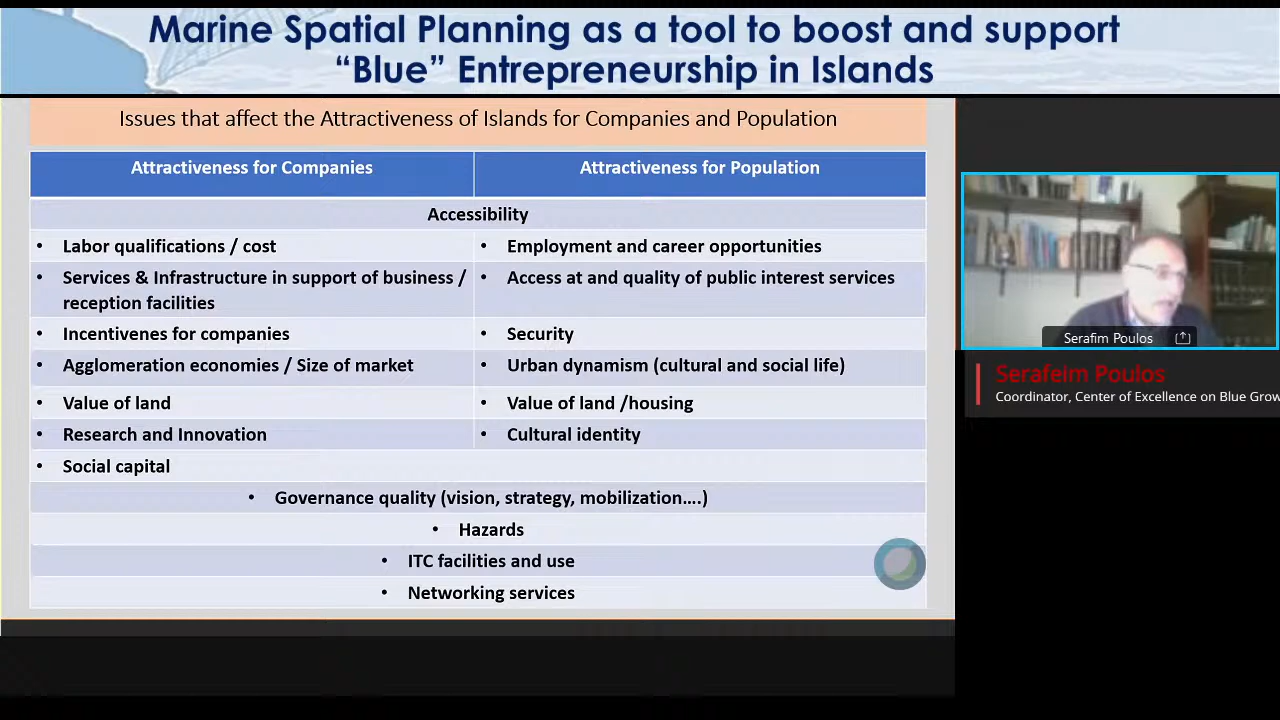 Marine Spatial Planning as a tool to boost and support
“Blue” Entrepreneurship in Islands
Issues that affect the Attractiveness of Islands for Companies and Population
Attractiveness for Companies
Attractiveness for Population
Accessibility
• Labor qualifications / cost
• Employment and career opportunities
• Services & Infrastructure in support of business /
reception facilities
• Access at and quality of public interest services
• Incentivenes for companies
• Security
• Agglomeration economies / Size of market
• Urban dynamism (cultural and social life)
• Value of land
• Value of land /housing
• Research and Innovation
• Cultural identity
• Social capital
• Governance quality (vision, strategy, mobilization....)
• Hazards
• ITC facilities and use
• Networking services
Serafim Poulos
Serafeim Poulos
Coordinator, Center of Excellence on Blue Grow